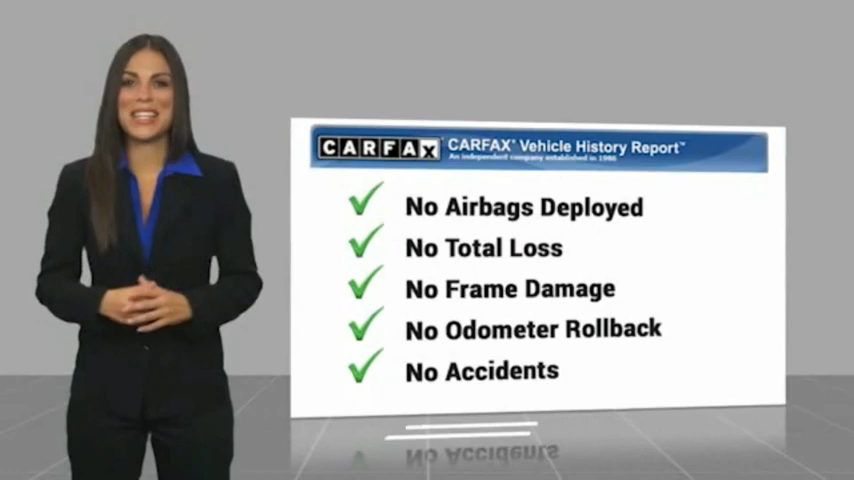 CARFAX CARFAX® Vehicle History Report™
An independent company established in 1986
No Airbags Deployed
No Total Loss
No Frame Damage
No Odometer Rollback
No Accidents
No Accidents